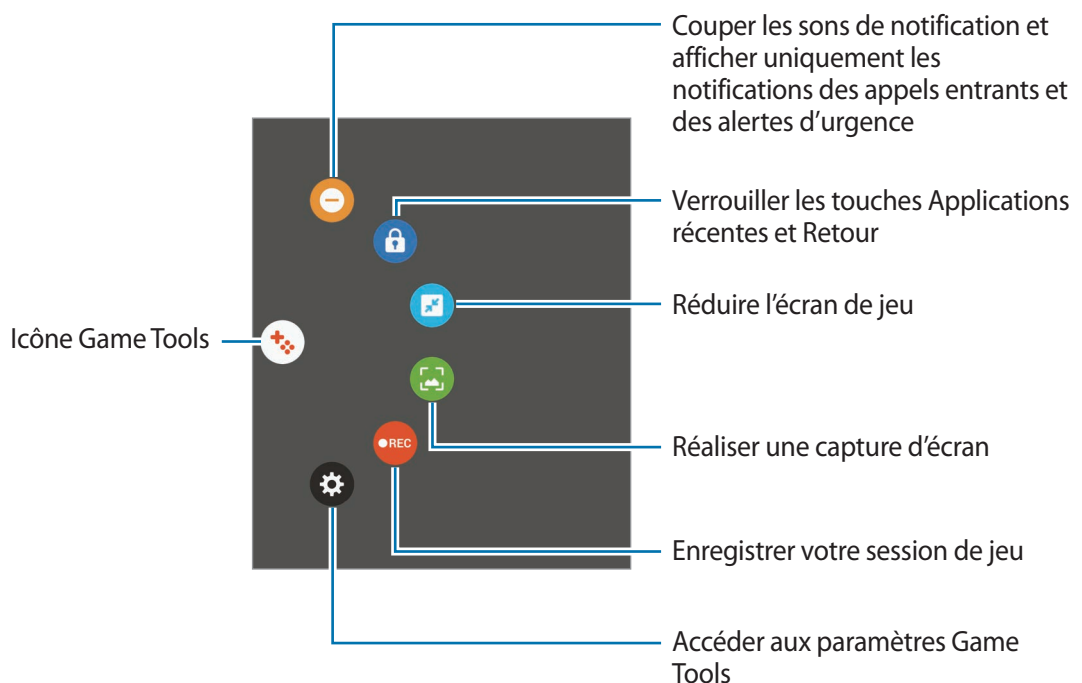 Couper les sons de notification et
afficher uniquement les
notifications des appels entrants et
des alertes d’urgence
Verrouiller les touches Applications
récentes et Retour
Réduire l’écran de jeu
Icône Game Tools
Réaliser une capture d’écran
REC
Enregistrer votre session de jeu
Accéder aux paramètres Game
Tools